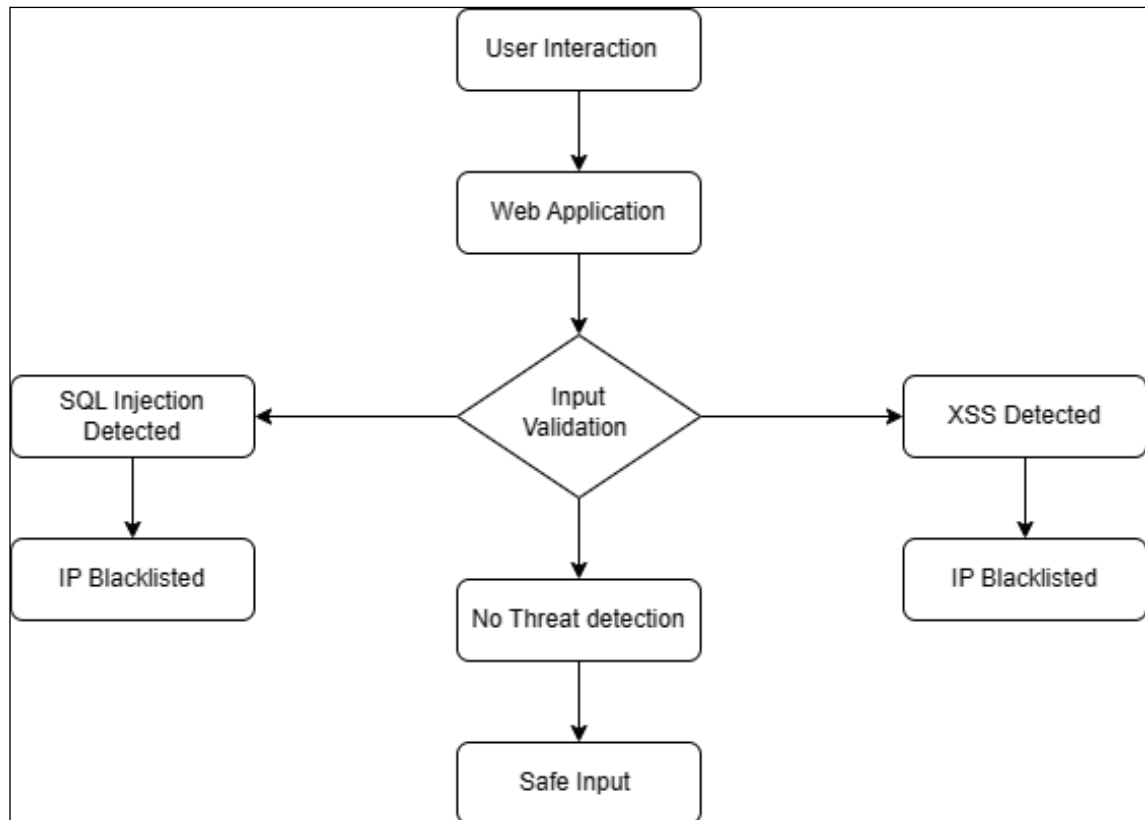 User Interaction
Web Application
Input
Validation
SQL Injection
Detected
XSS Detected
IP Blacklisted
IP Blacklisted
No Threat detection
Safe Input